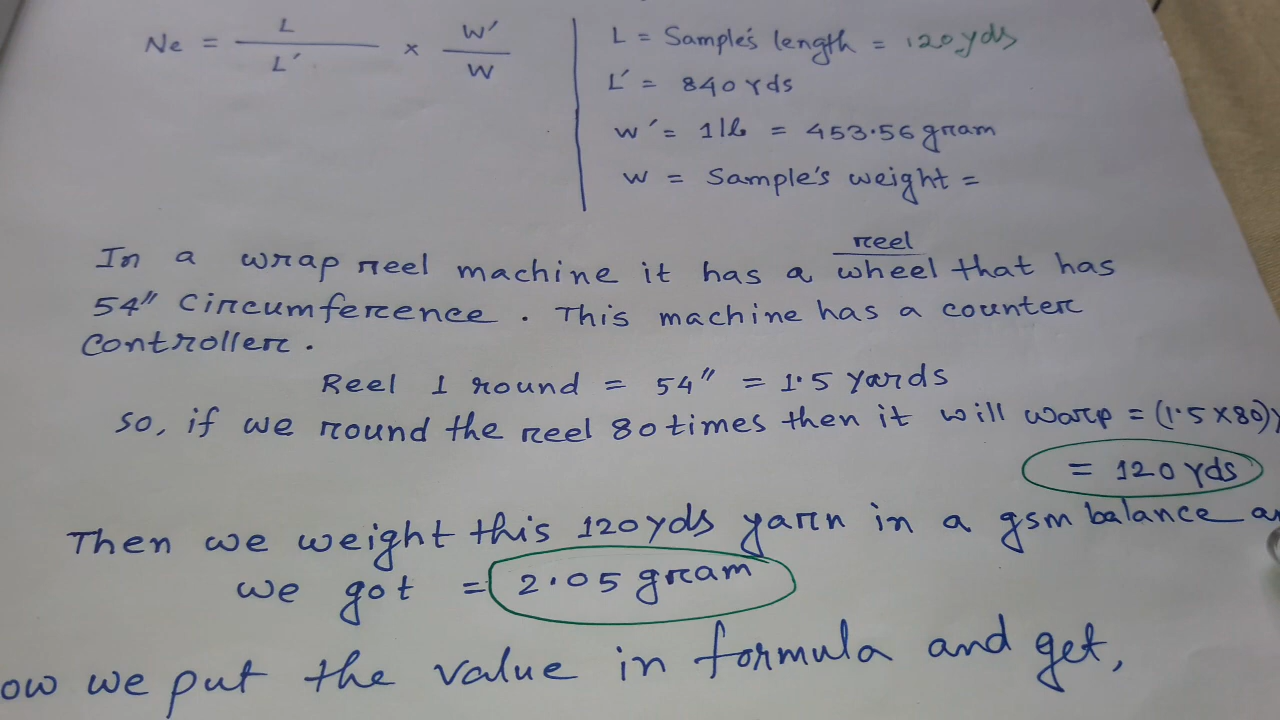 Ne = L / L' × W' / W
L = Sample's length = 120 yds
L' = 840 Yds
W' = 1 lb = 453.56 gram
W = Sample's weight =
In a wrap reel machine it has a reel wheel that has
54" Circumference. This machine has a counter
Controller.
Reel 1 round = 54" = 1.5 Yards
So, if we round the reel 80 times then it will warp = (1.5 X 80)
= 120 Yds
Then we weight this 120 yds yarn in a gsm balance
we got = 2.05 gram
we put the value in formula and get,